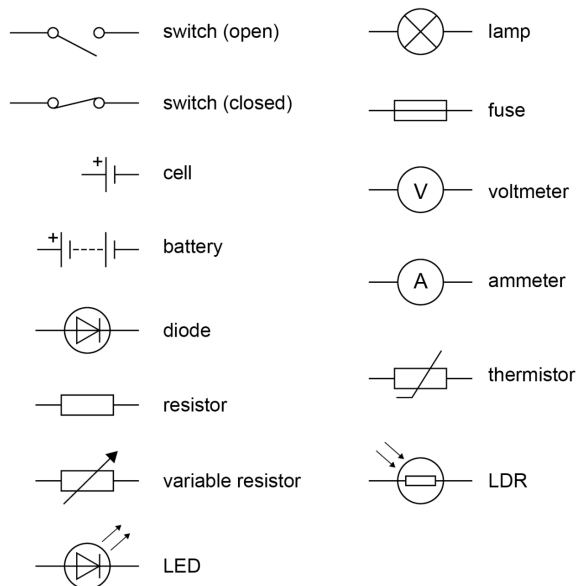 switch (open)
switch (closed)
+
cell
+
battery
diode
resistor
variable resistor
LED
lamp
fuse
V
voltmeter
A
ammeter
thermistor
LDR